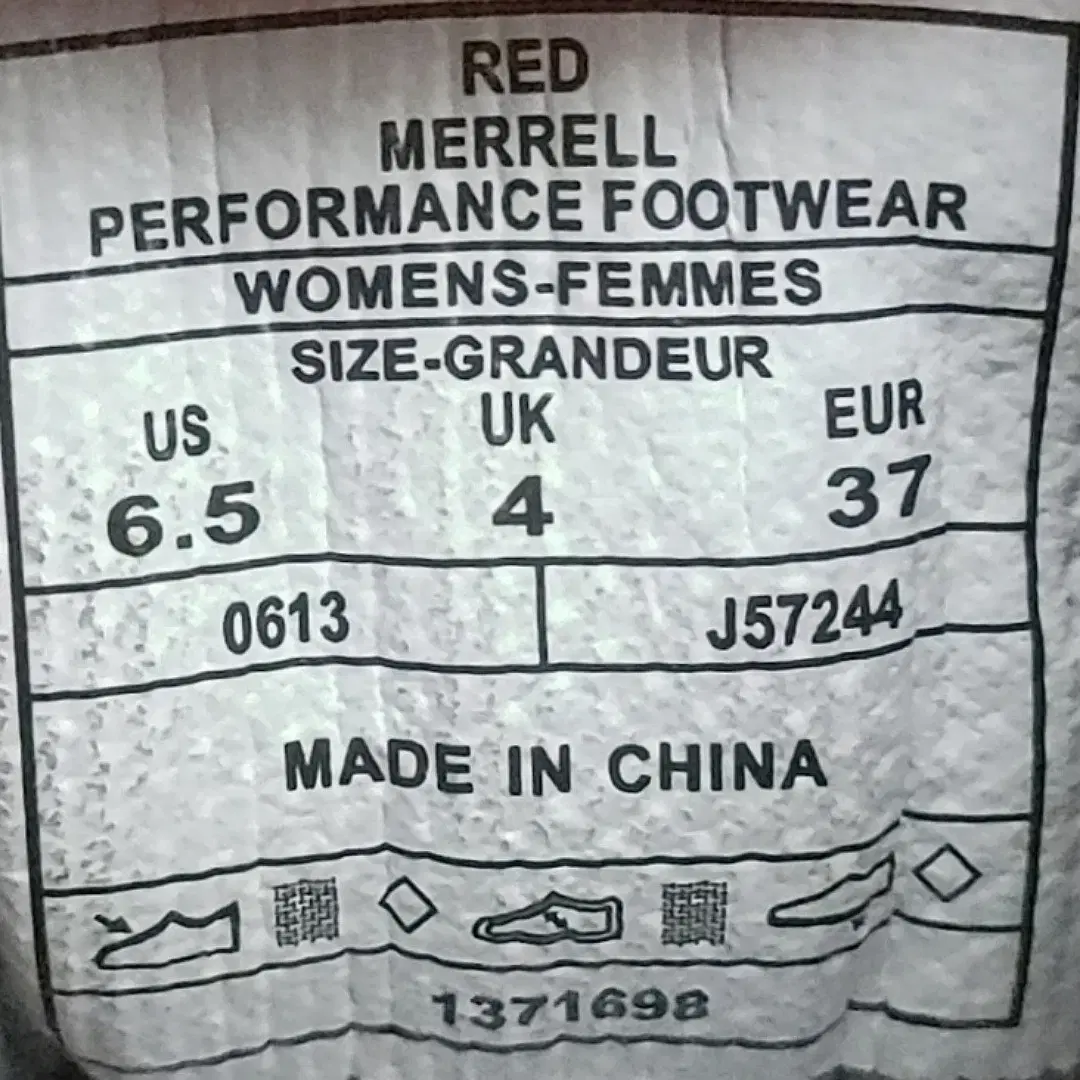 RED
MERRELL
PERFORMANCE FOOTWEAR
WOMENS-FEMMES
SIZE-GRANDEUR
US UK EUR
6.5 4 37
0613 J57244
MADE IN CHINA
1371698